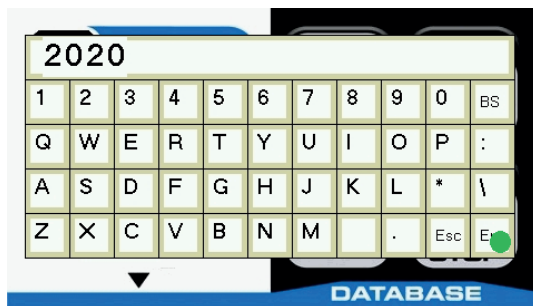 2020
1 2 3 4 5 6 7 8 9 0 BS
Q W E R T Y U I O P :
A S D F G H J K L * \
Z X C V B N M . Esc
DATABASE